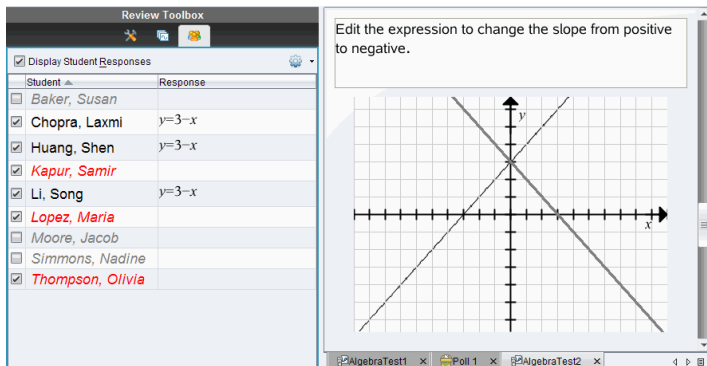 Review Toolbox
Display Student Responses
Student Response
Baker, Susan
Chopra, Laxmi y=3−x
Huang, Shen y=3−x
Kapur, Samir
Li, Song y=3−x
Lopez, Maria
Moore, Jacob
Simmons, Nadine
Thompson, Olivia
Edit the expression to change the slope from positive
to negative.
y
x
AlgebraTest1 Poll 1 AlgebraTest2